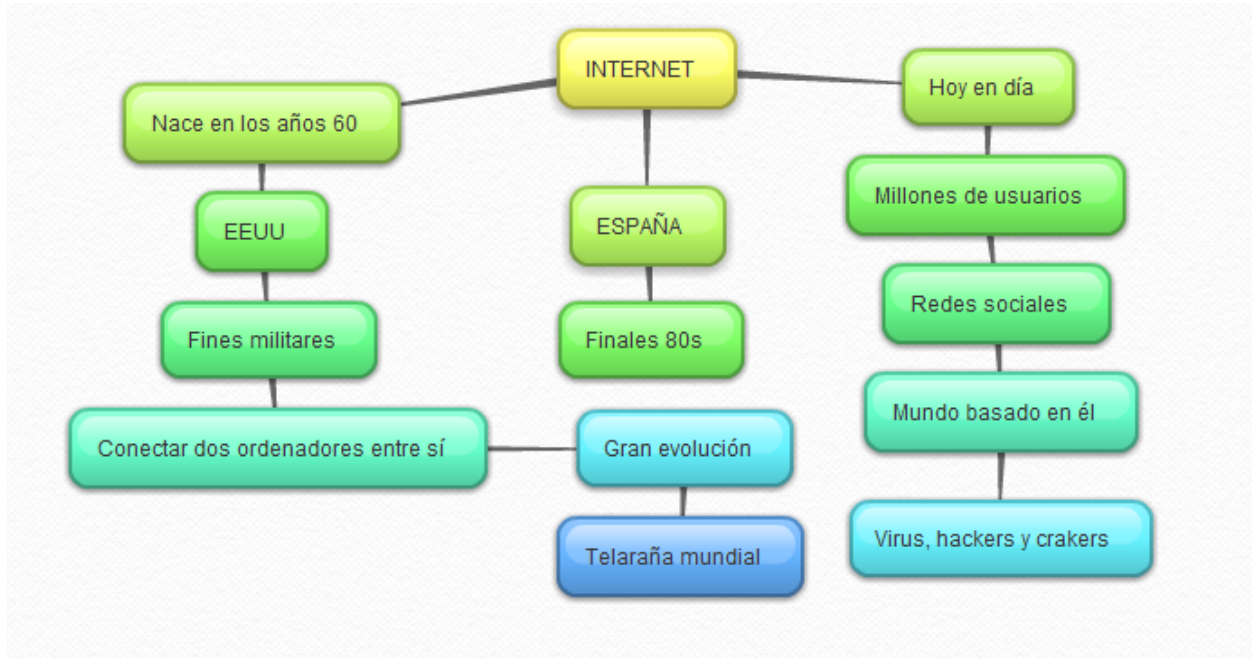 INTERNET
Nace en los años 60
EEUU
Fines militares
Conectar dos ordenadores entre sí
Gran evolución
Telaraña mundial
ESPAÑA
Finales 80s
Hoy en día
Millones de usuarios
Redes sociales
Mundo basado en él
Virus, hackers y crakers